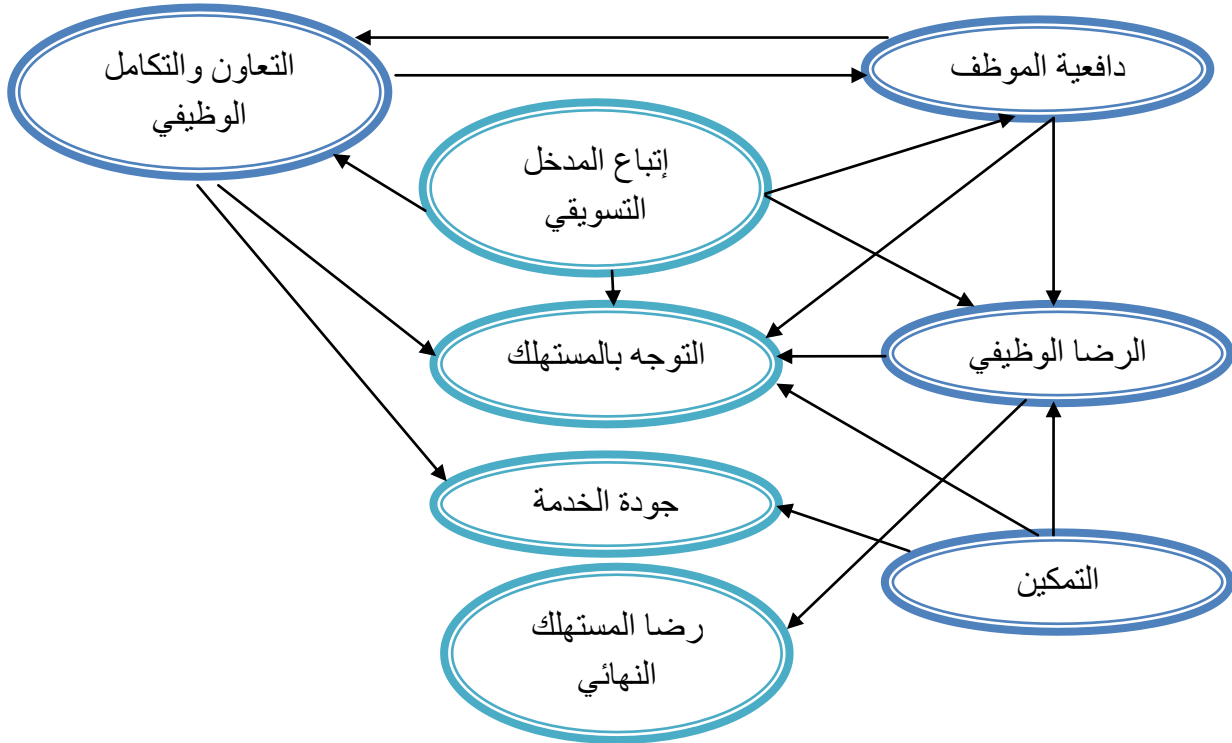 دافعية الموظف
التعاون والتكامل
الوظيفي
إتباع المدخل
التسويقي
الرضا الوظيفي
التوجه بالمستهلك
جودة الخدمة
التمكين
رضا المستهلك
النهائي